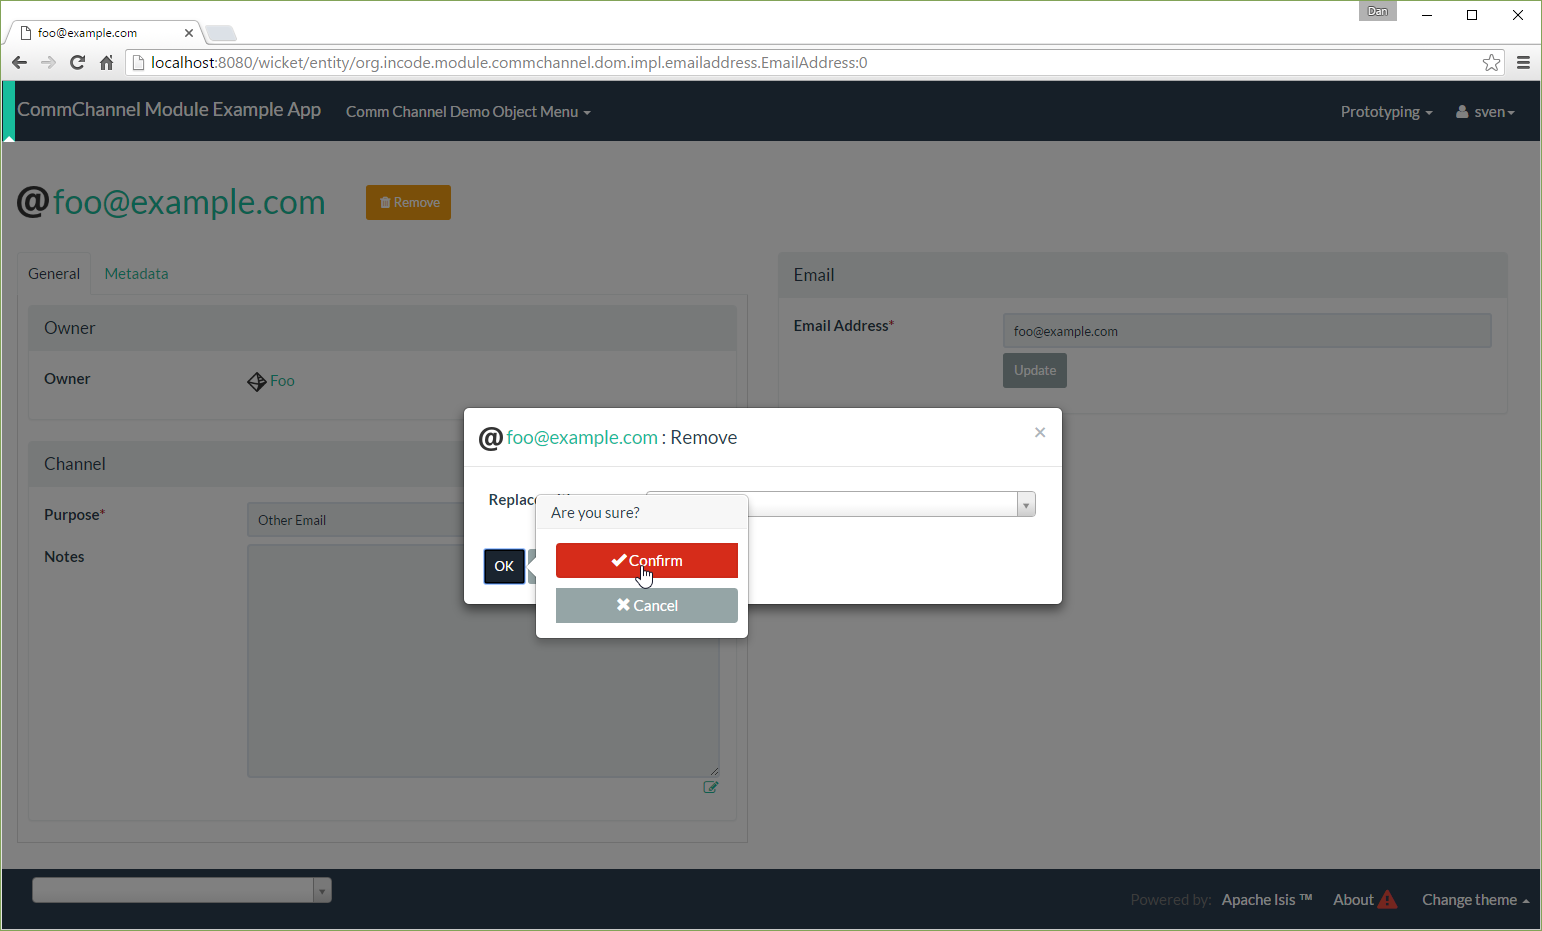 Dan
foo@example.com
localhost:8080/wicket/entity/org.incode.module.commchannel.dom.impl.emailaddress.EmailAddress:0
CommChannel Module Example App Comm Channel Demo Object Menu Prototyping sven
@foo@example.com Remove
General Metadata
Email
Owner
Email Address*
foo@example.com
Owner
Foo
Update
@foo@example.com : Remove
×
Channel
Replace
Are you sure?
Purpose*
Other Email
Notes
OK
Confirm
Cancel
Powered by: Apache Isis ™ About Change theme